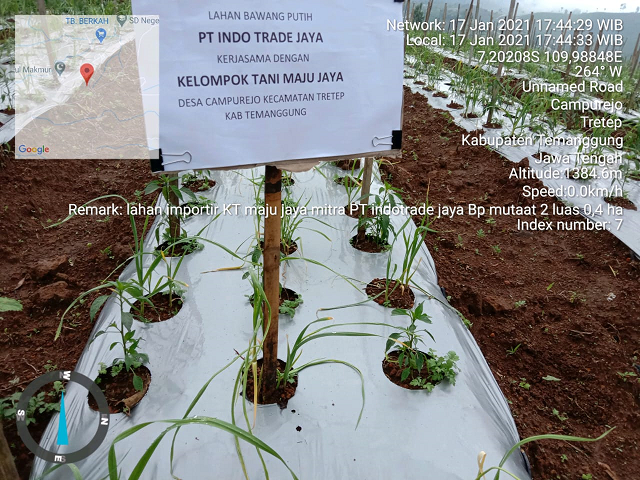 TB. BERKAH
SD Nege
ul Makmur
Google
LAHAN BAWANG PUTIH
PT INDO TRADE JAYA
KERJASAMA DENGAN
KELOMPOK TANI MAJU JAYA
DESA CAMPUREJO KECAMATAN TRETEP
KAB TEMANGGUNG
Network: 17 Jan 2021 17:44:29 WIB
Local: 17 Jan 2021 17:44:33 WIB
7,20208S 109,98848E
264° W
Unnamed Road
Campurejo
Tretep
Kabupaten Temanggung
Jawa Tengah
Altitude:1384.6m
Speed:0.0km/h
Remark: lahan importir KT maju jaya mitra PT indotrade jaya Bp mutaat 2 luas 0,4 ha
Index number: 7
W
N
E